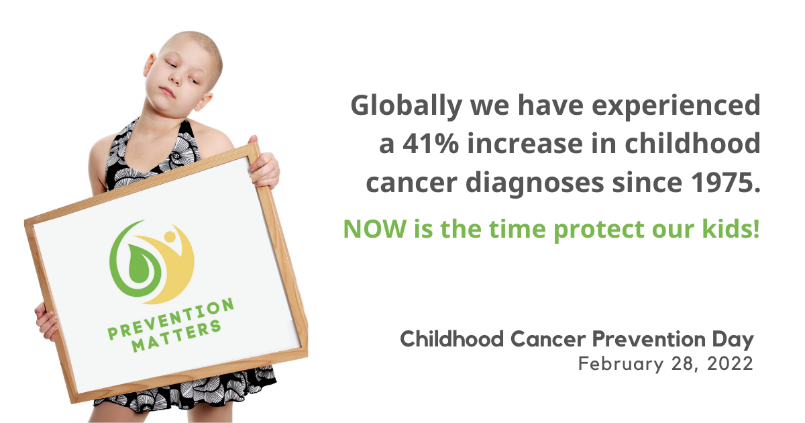 Globally we have experienced
a 41% increase in childhood
cancer diagnoses since 1975.
NOW is the time protect our kids!
PREVENTION
MATTERS
Childhood Cancer Prevention Day
February 28, 2022